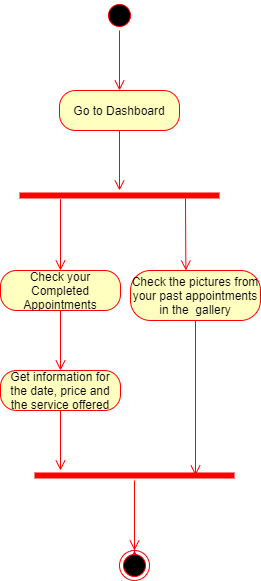 Go to Dashboard
Check your
Completed
Appointments
Check the pictures from
your past appointments
in the gallery
Get information for
the date, price and
the service offered